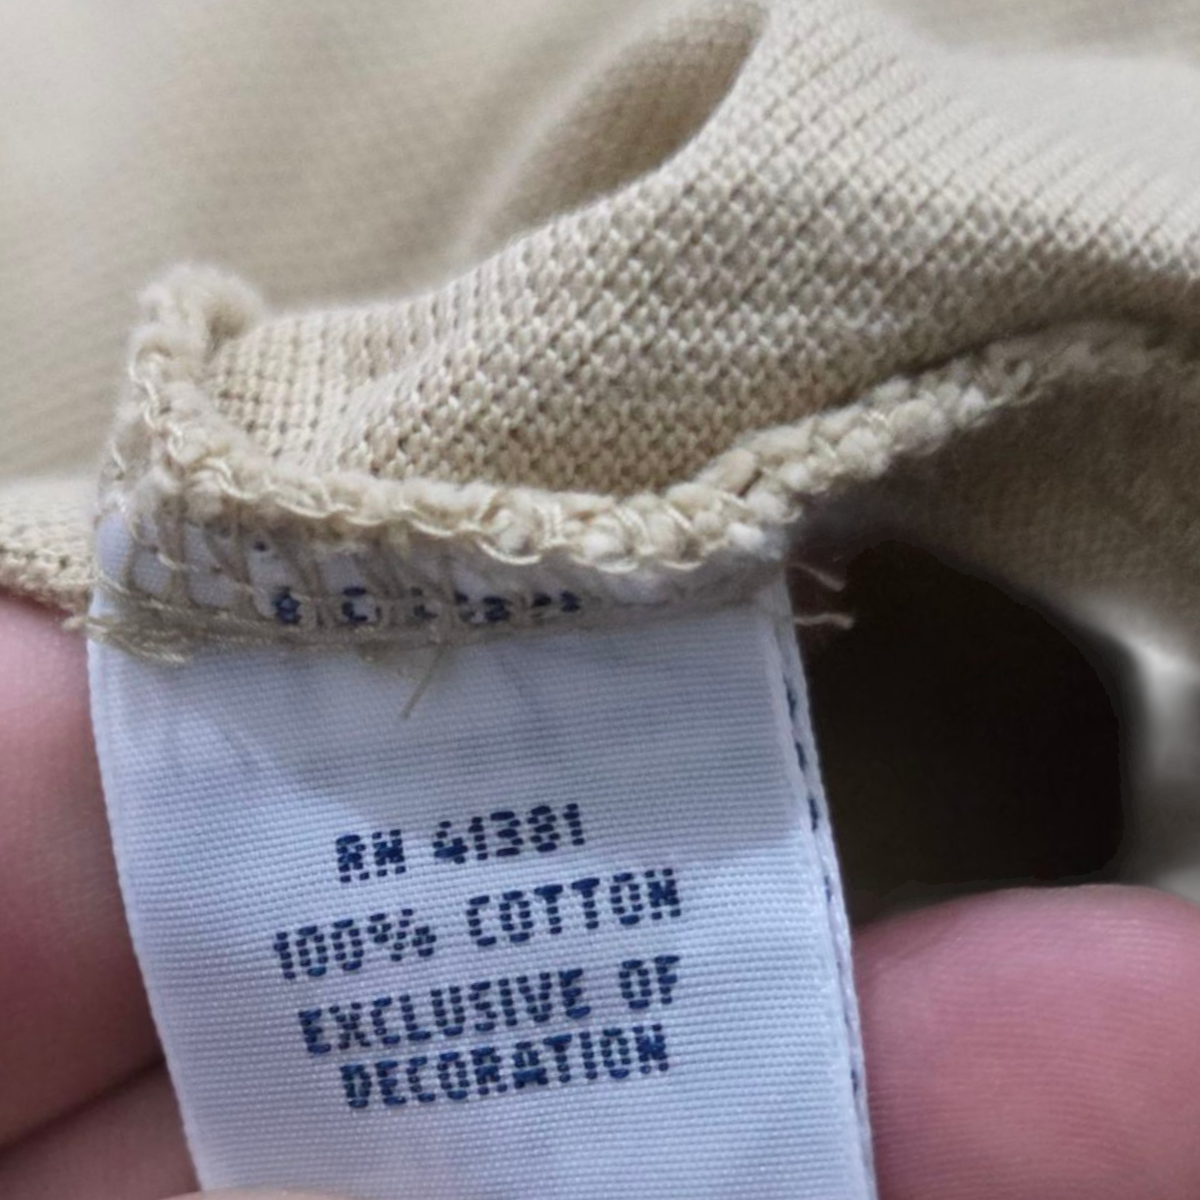 RN 41381
100% COTTON
EXCLUSIVE OF
DECORATION